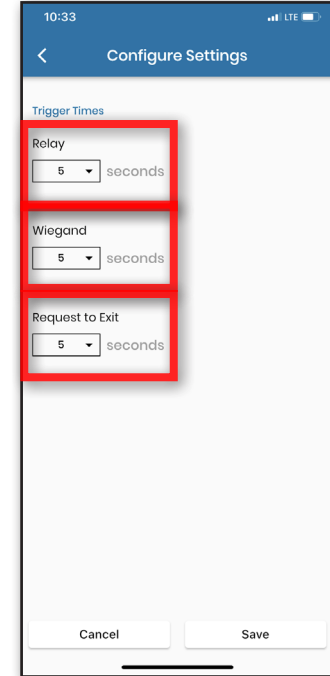 10:33 LTE
Configure Settings
Trigger Times
Relay
5 seconds
Wiegand
5 seconds
Request to Exit
5 seconds
Cancel Save